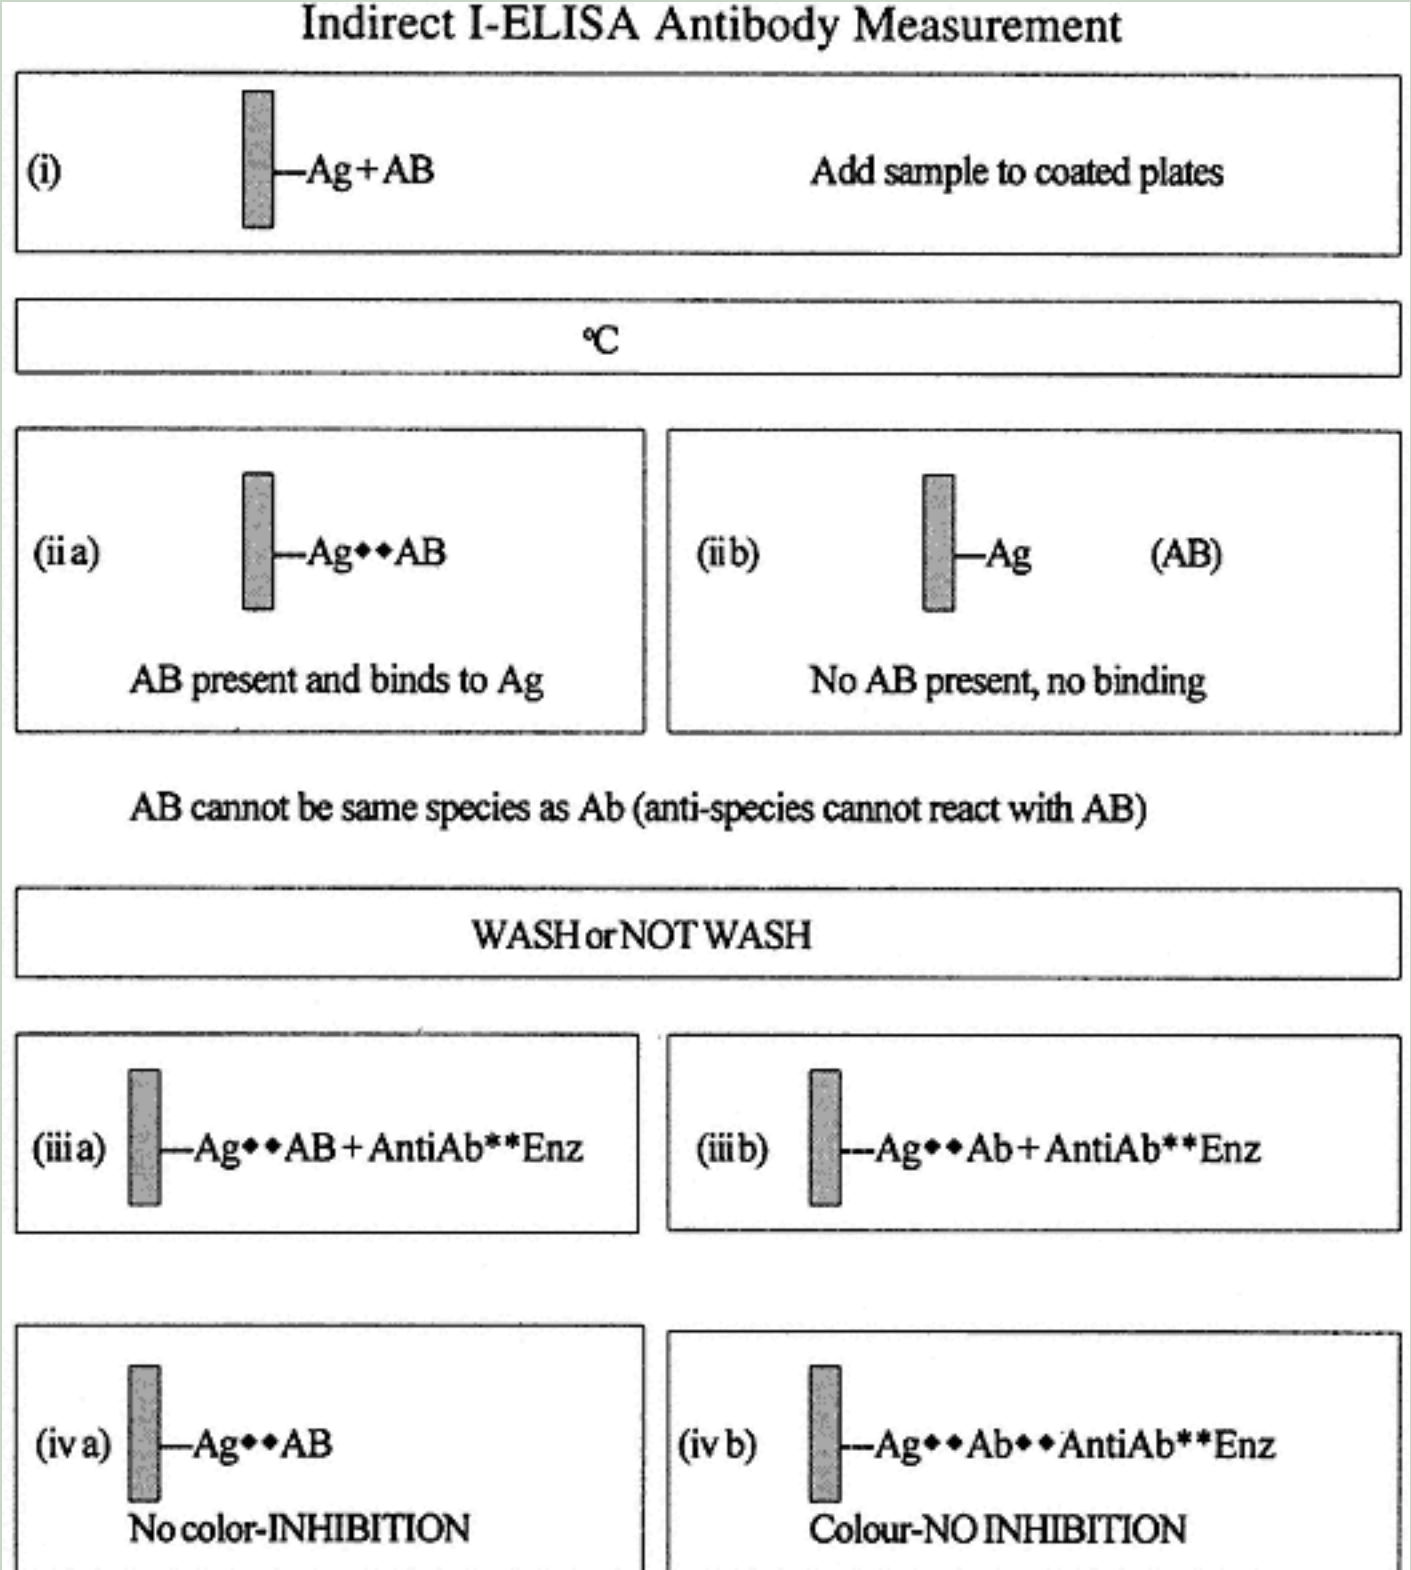 Indirect I-ELISA Antibody Measurement
(i) Ag+AB Add sample to coated plates
ºC
(ii a) Ag◆◆AB
AB present and binds to Ag
(ii b) Ag (AB)
No AB present, no binding
AB cannot be same species as Ab (anti-species cannot react with AB)
WASH or NOT WASH
(iii a) Ag◆◆AB+AntiAb**Enz
(iii b) Ag◆◆Ab+AntiAb**Enz
(iv a) Ag◆◆AB
No color-INHIBITION
(iv b) Ag◆◆Ab◆◆AntiAb**Enz
Colour-NO INHIBITION